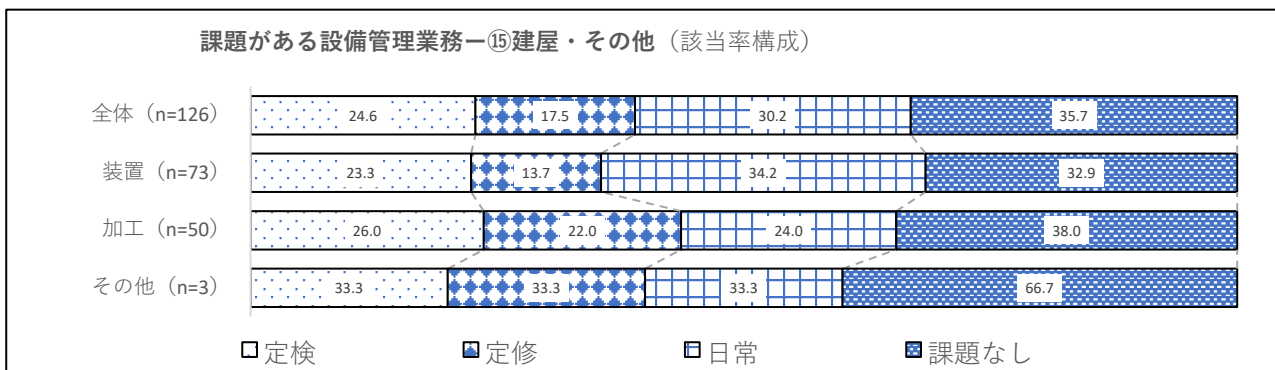 課題がある設備管理業務ー⑮建屋・その他（該当率構成）
全体（n=126） 24.6 17.5 30.2 35.7
装置（n=73） 23.3 13.7 34.2 32.9
加工（n=50） 26.0 22.0 24.0 38.0
その他（n=3） 33.3 33.3 33.3 66.7
定検 定修 日常 課題なし